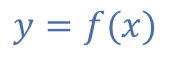 y = f(x)